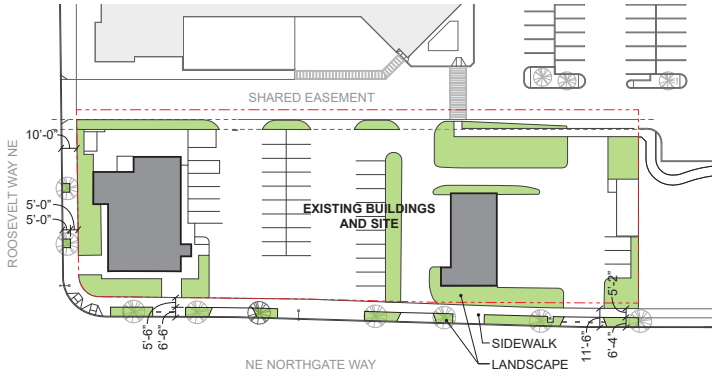 SHARED EASEMENT
10'-0"
ROOSEVELT WAY NE
5'-0"
5'-0"
EXISTING BUILDINGS
AND SITE
5'-2"
5'-6"
6'-6"
11'-6"
6'-4"
SIDEWALK
LANDSCAPE
NE NORTHGATE WAY